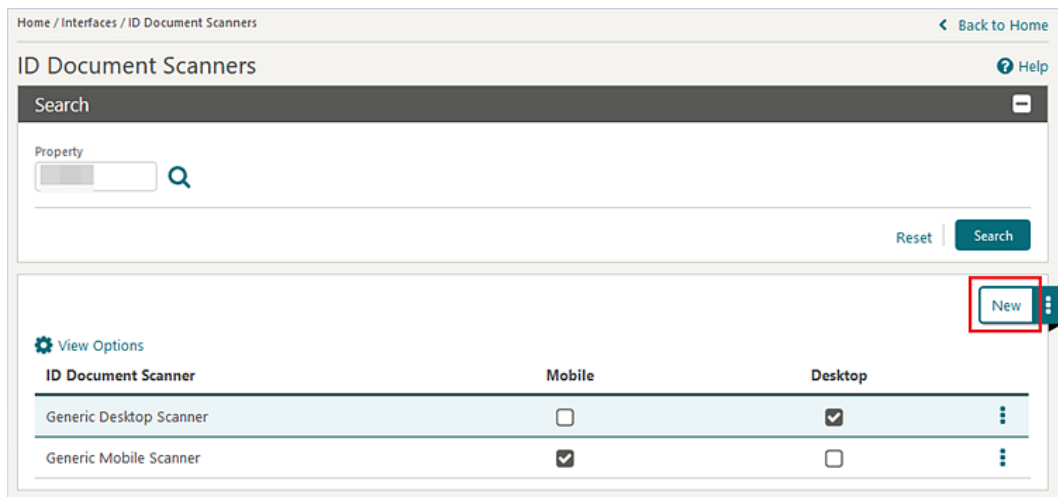 Home / Interfaces / ID Document Scanners
Back to Home
ID Document Scanners
Help
Search
Property
Reset
Search
New
View Options
ID Document Scanner Mobile Desktop
Generic Desktop Scanner
Generic Mobile Scanner